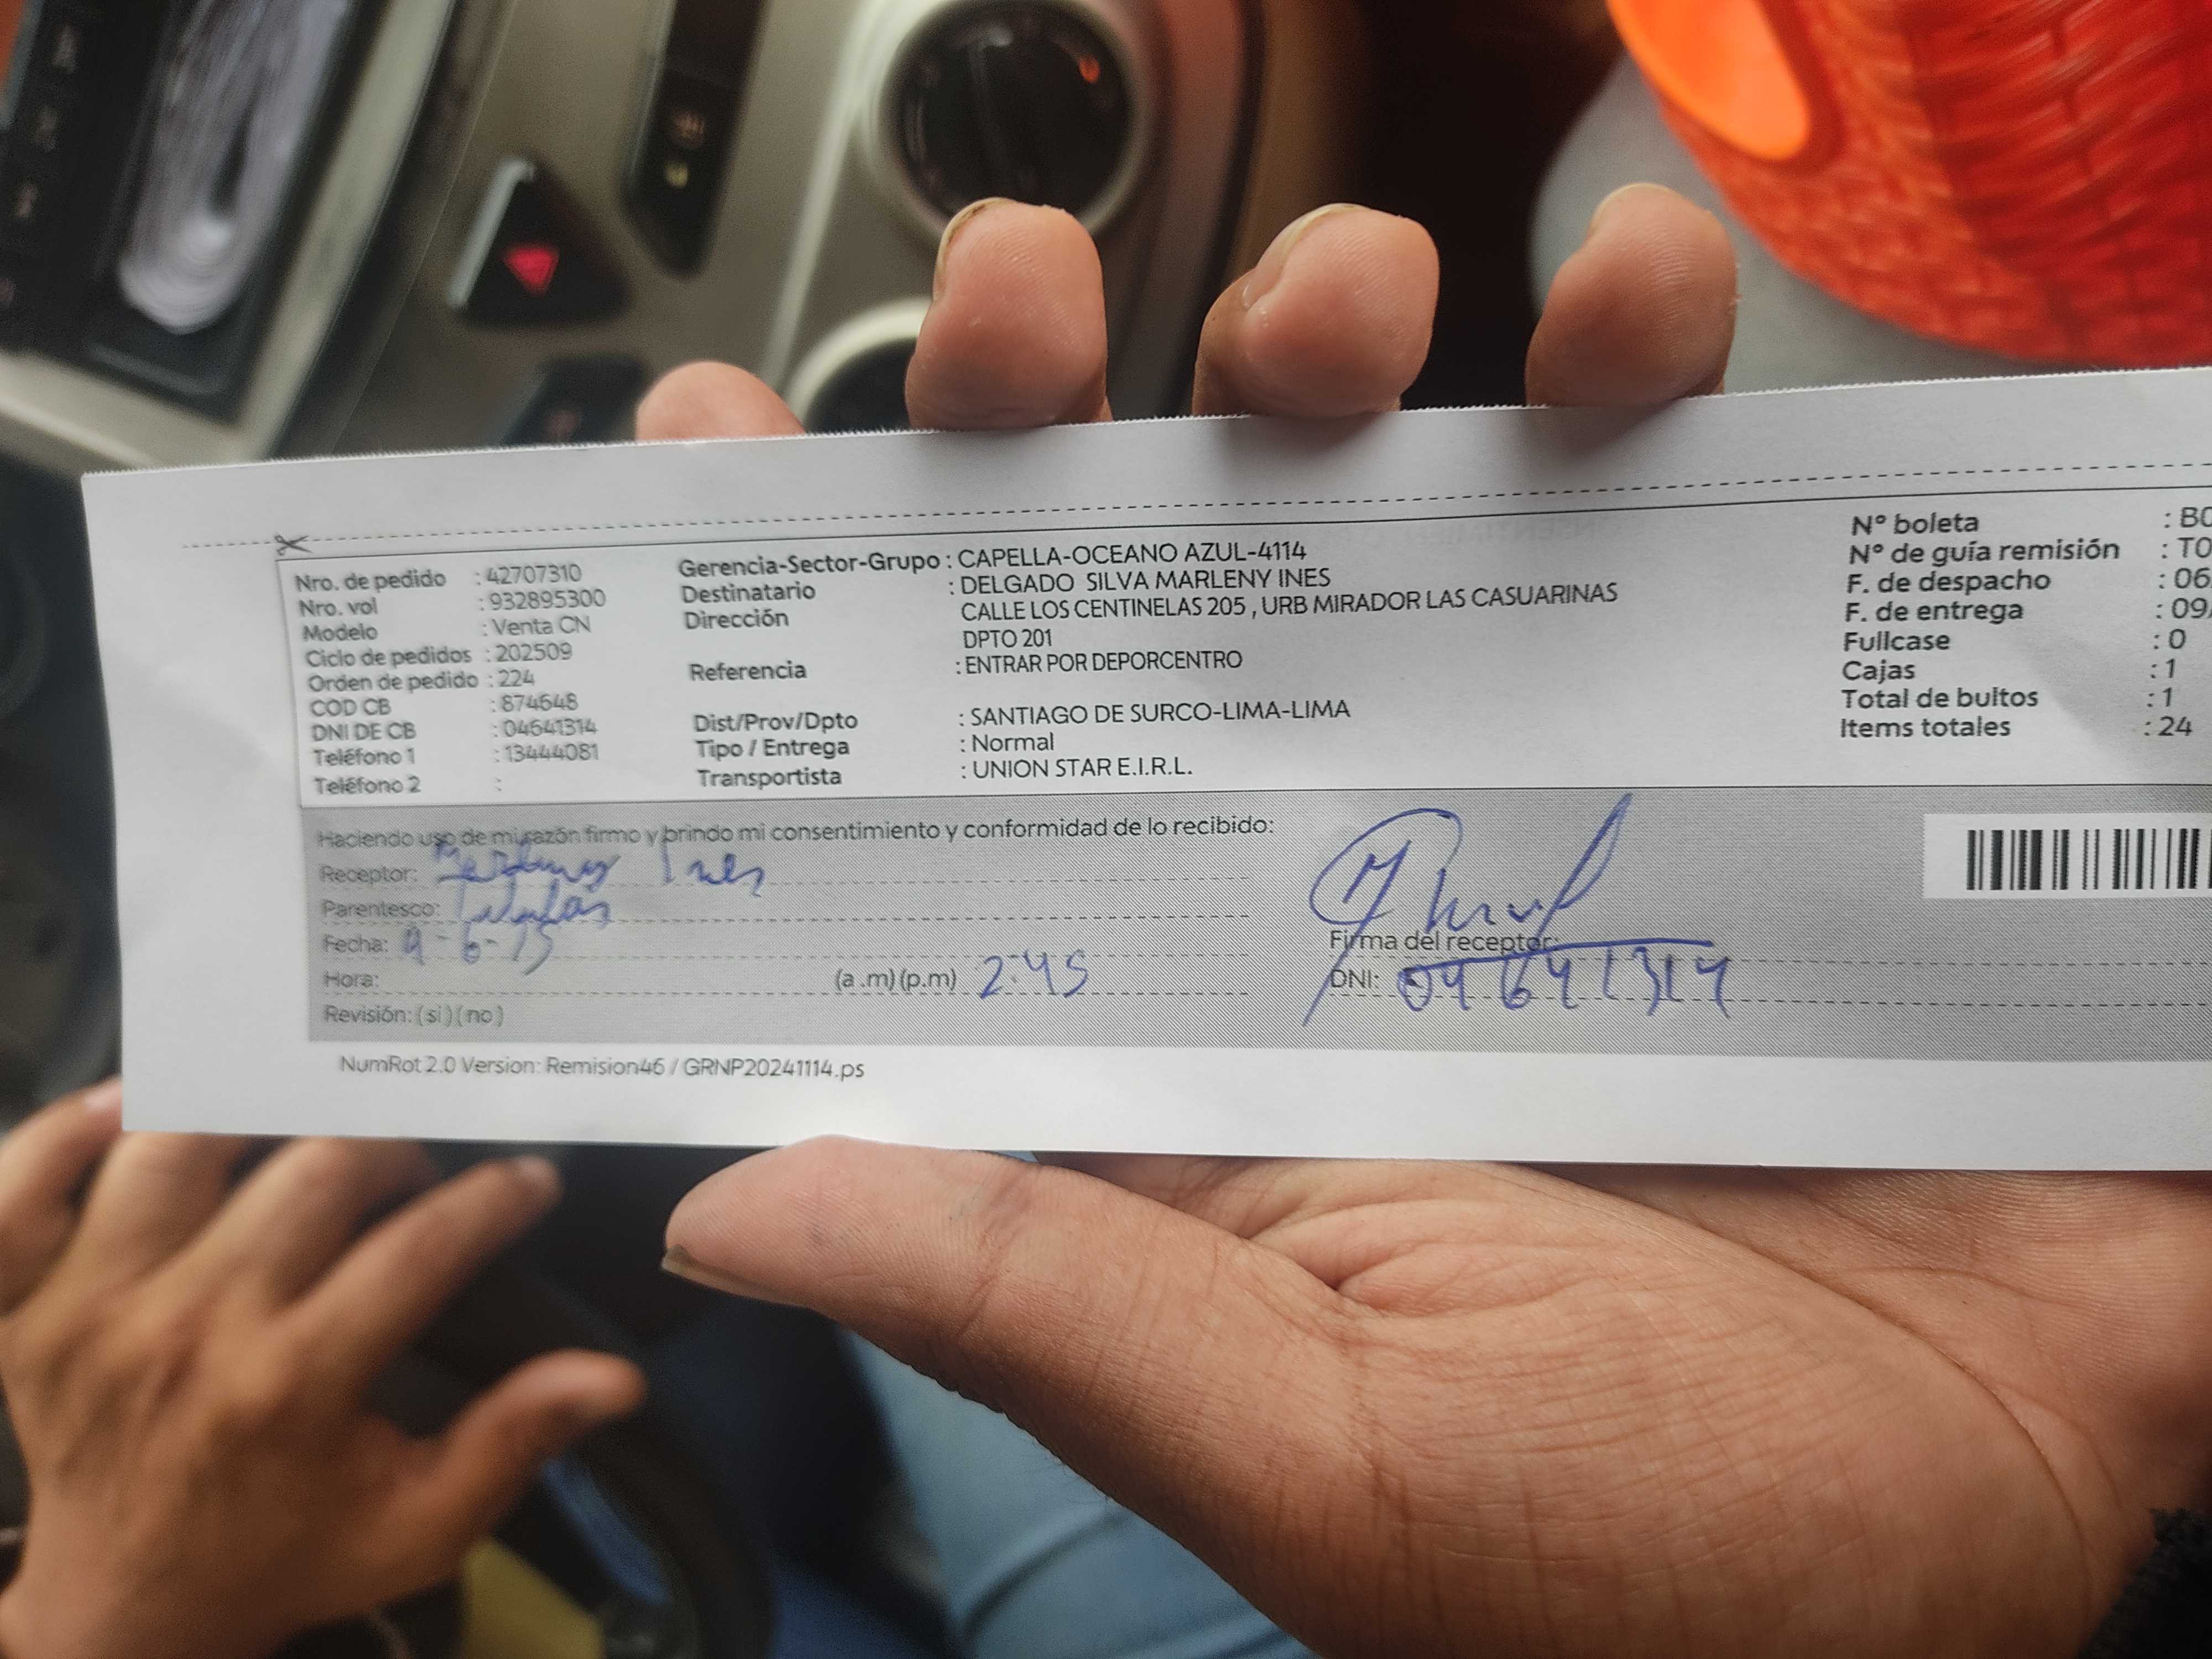 Nro. de pedido : 42707310
Nro. vol : 932895300
Modelo : Venta CN
Ciclo de pedidos : 202509
Orden de pedido : 224
COD CB : 874648
DNI DE CB : 04641314
Teléfono 1 : 13444081
Teléfono 2 :
Gerencia-Sector-Grupo : CAPELLA-OCEANO AZUL-4114
Destinatario : DELGADO SILVA MARLENY INES
Dirección CALLE LOS CENTINELAS 205 , URB MIRADOR LAS CASUARINAS
DPTO 201
Referencia : ENTRAR POR DEPORCENTRO
Dist/Prov/Dpto : SANTIAGO DE SURCO-LIMA-LIMA
Tipo / Entrega : Normal
Transportista : UNION STAR E.I.R.L.
N° boleta : B0
N° de guía remisión : T0
F. de despacho : 06
F. de entrega : 09/
Fullcase : 0
Cajas : 1
Total de bultos : 1
Items totales : 24
Haciendo uso de mi razón firmo y brindo mi consentimiento y conformidad de lo recibido:
Receptor: Ines
Parentesco:
Fecha:
Hora: (a .m) (p.m) 2:45
Revisión: ( si ) ( no )
Firma del receptor:
DNI: 04641314
NumRot 2.0 Version: Remision46 / GRNP20241114.ps